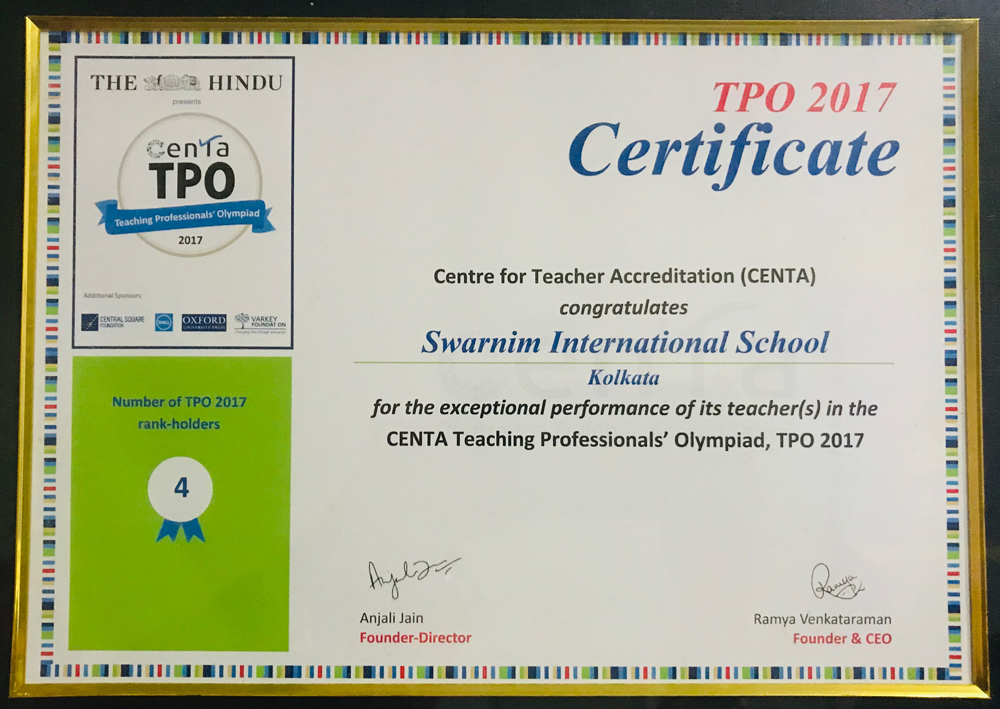 THE HINDU
presents
CENTA
TPO
Teaching Professionals' Olympiad
2017
Additional Sponsors:
CENTRAL SQUARE
FOUNDATION
DELL
OXFORD
UNIVERSITY PRESS
VARKEY
FOUNDATION
Number of TPO 2017
rank-holders
4
TPO 2017
Certificate
Centre for Teacher Accreditation (CENTA)
congratulates
Swarnim International School
Kolkata
for the exceptional performance of its teacher(s) in the
CENTA Teaching Professionals' Olympiad, TPO 2017
Anjali Jain
Founder-Director
Ramya
Ramya Venkataraman
Founder & CEO